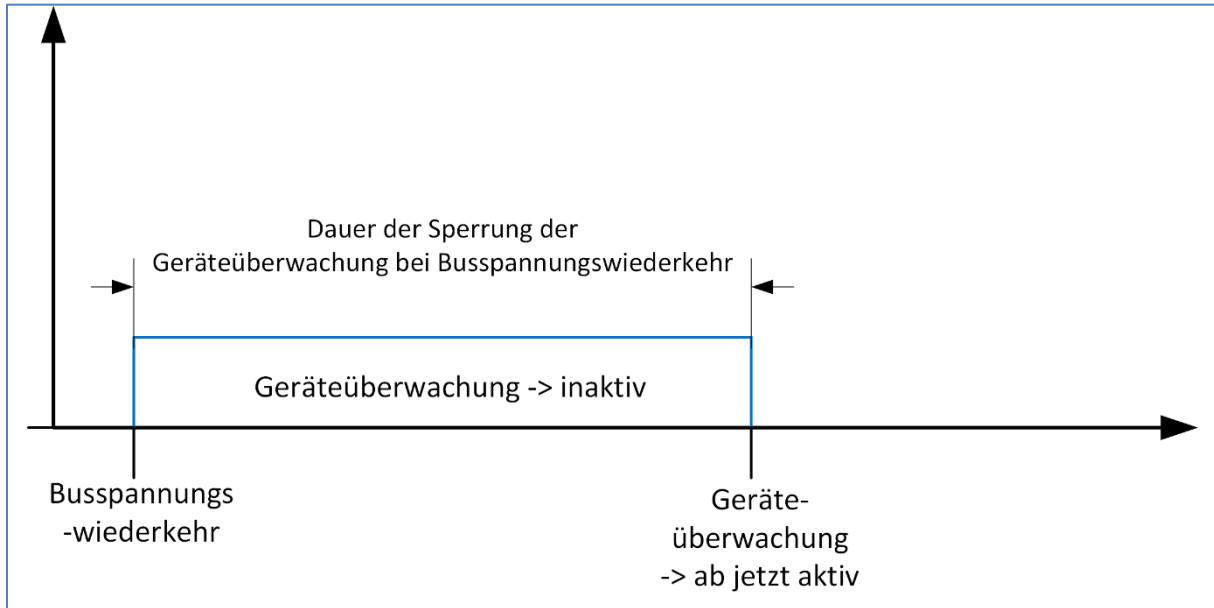 Dauer der Sperrung der
Geräteüberwachung bei Busspannungswiederkehr
Geräteüberwachung -> inaktiv
Busspannungs
-wiederkehr
Geräte-
überwachung
-> ab jetzt aktiv